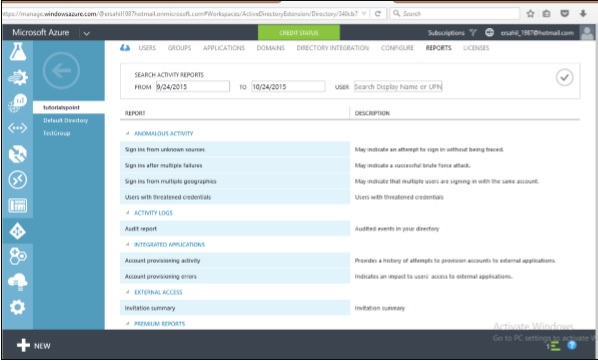 https://manage.windowsazure.com/@ersahil1987hotmail.onmicrosoft.com#Workspaces/ActiveDirectoryExtension/Directory/
Search
Microsoft Azure
CREDIT STATUS
Subscriptions
ersahil_1987@hotmail.com
USERS GROUPS APPLICATIONS DOMAINS DIRECTORY INTEGRATION CONFIGURE REPORTS LICENSES
SEARCH ACTIVITY REPORTS
FROM 9/24/2015 TO 10/24/2015 USER Search Display Name or UPN
tutorialspoint
Default Directory
TestGroup
REPORT DESCRIPTION
ANOMALOUS ACTIVITY
Sign ins from unknown sources May indicate an attempt to sign in without being traced.
Sign ins after multiple failures May indicate a successful brute force attack.
Sign ins from multiple geographies May indicate that multiple users are signing in with the same account.
Users with threatened credentials Users with threatened credentials
ACTIVITY LOGS
Audit report Audited events in your directory
INTEGRATED APPLICATIONS
Account provisioning activity Provides a history of attempts to provision accounts to external applications.
Account provisioning errors Indicates an impact to users' access to external applications.
EXTERNAL ACCESS
Invitation summary Invitation summary
PREMIUM REPORTS
Activate Windows
Go to PC settings to activate W
NEW